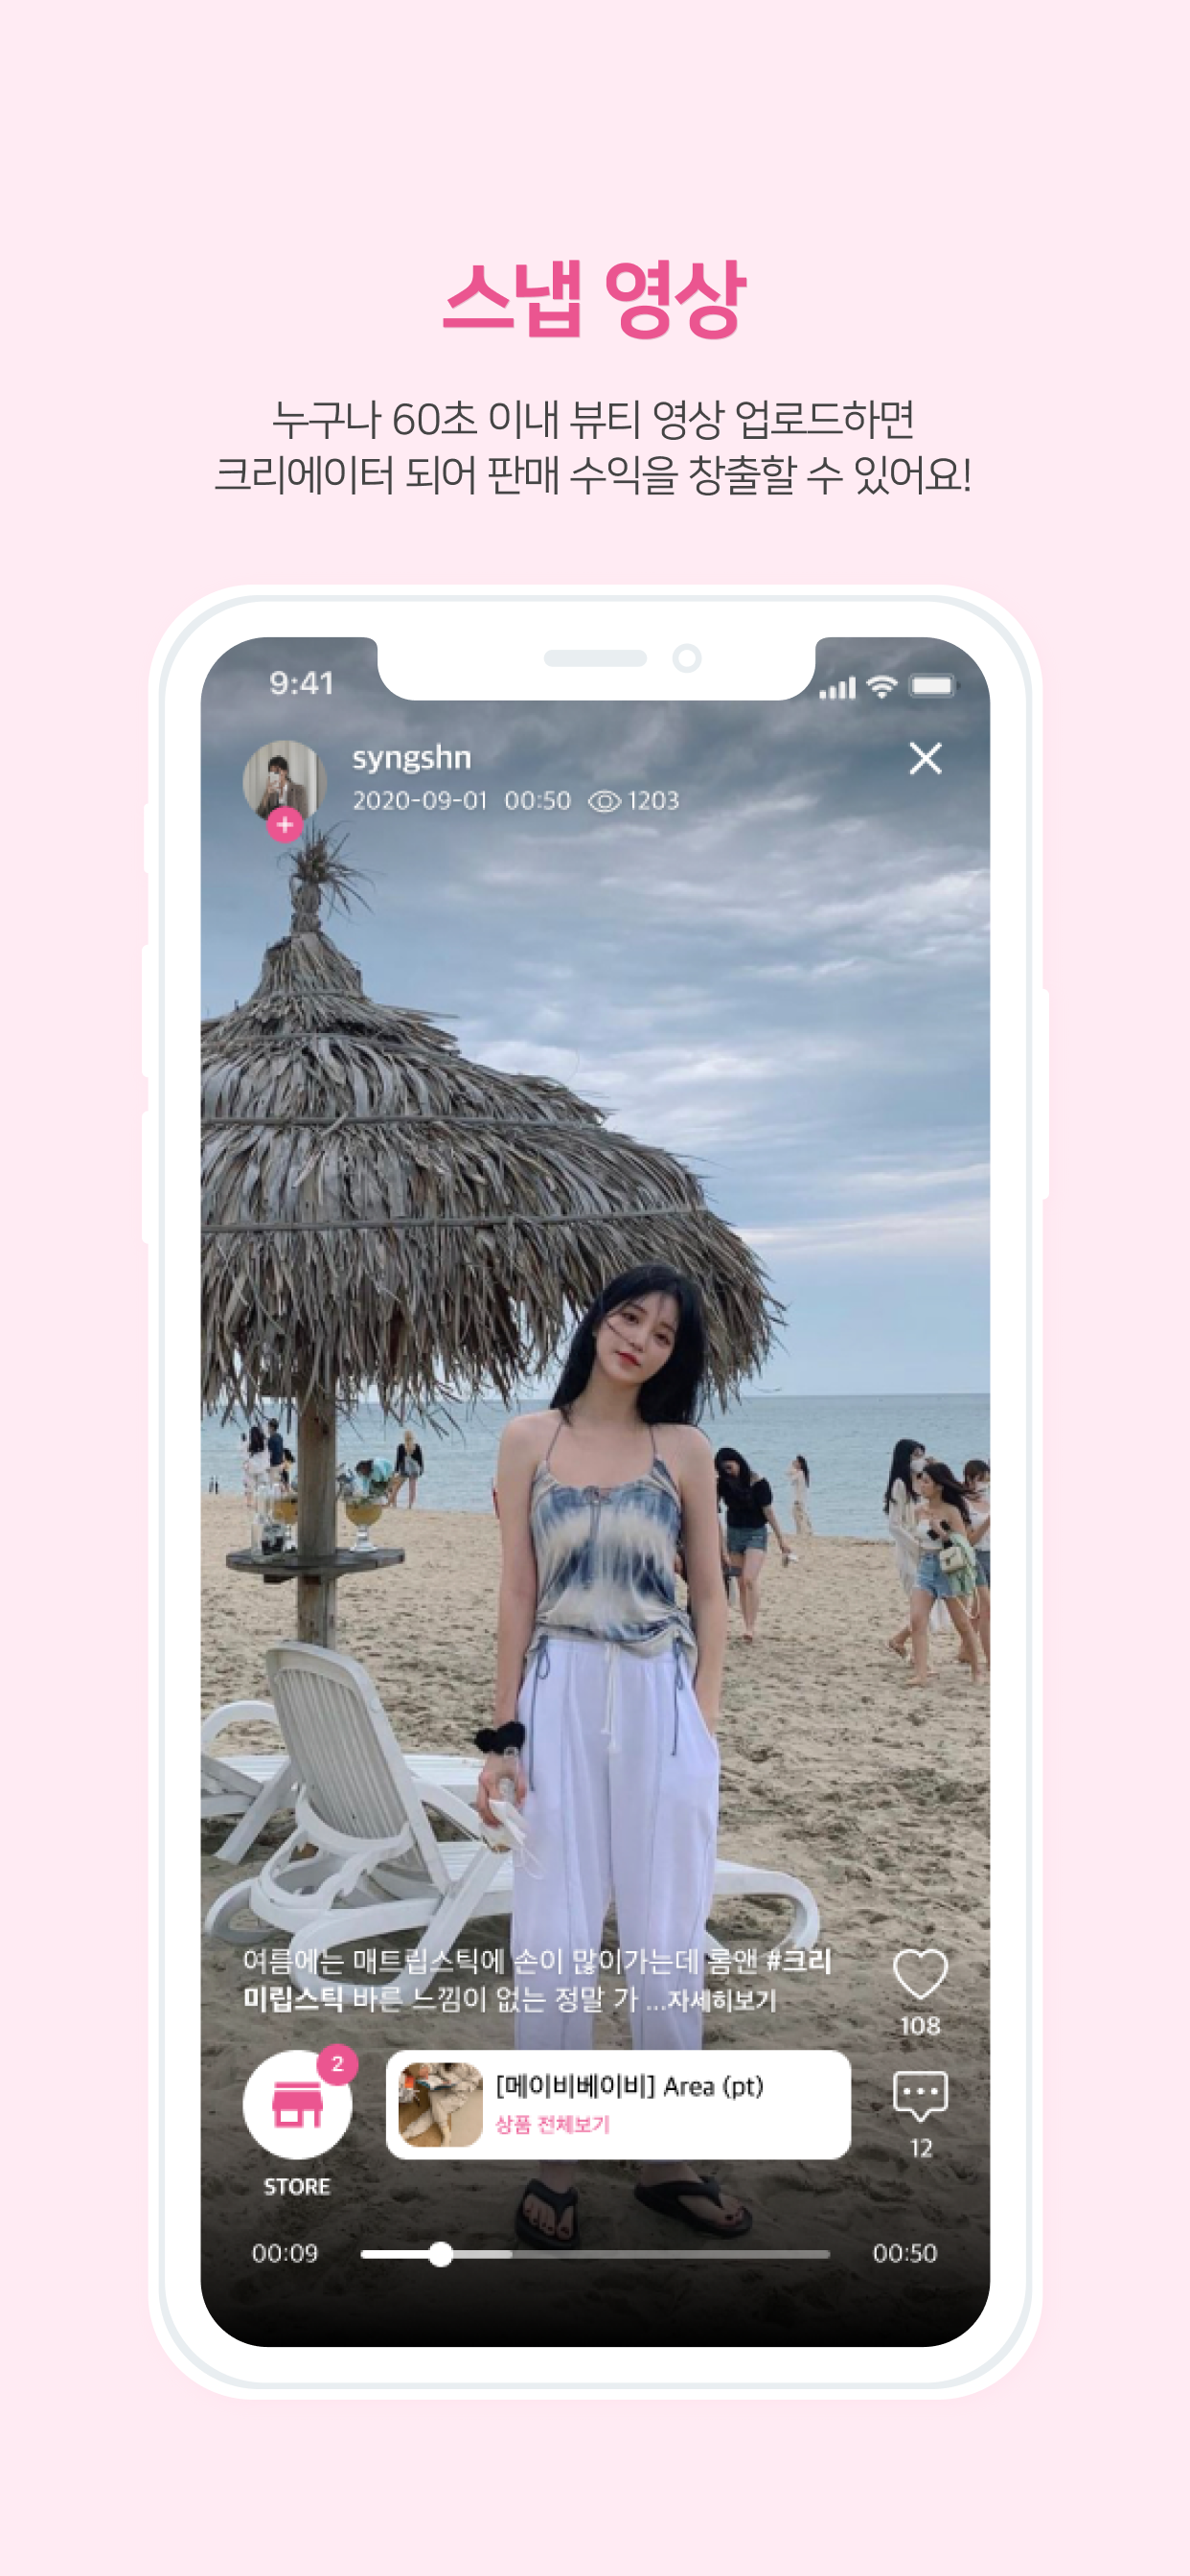 스냅 영상
누구나 60초 이내 뷰티 영상 업로드하면
크리에이터 되어 판매 수익을 창출할 수 있어요!
9:41
syngshn
2020-09-01 00:50 1203
여름에는 매트립스틱에 손이 많이가는데 롬앤 #크리
미립스틱 바른 느낌이 없는 정말 가 ...자세히보기
108
2
[메이비베이비] Area (pt)
상품 전체보기
12
STORE
00:09 00:50